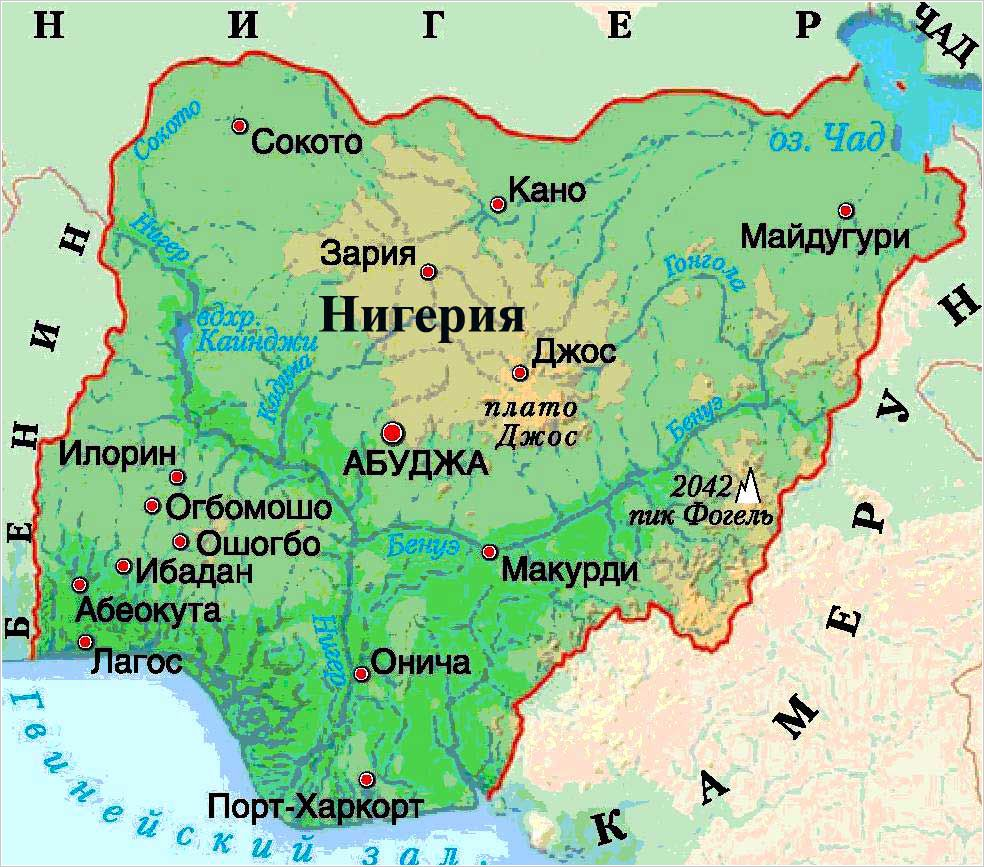 НИГЕР
ЧАД
оз. Чад
Сокото
Сокото
Кано
Майдугури
Нигер
Зария
Гонгола
Нигерия
вдхр.
Каинджи
Кадуна
Джос
плато
Джос
Бенуэ
АБУДЖА
Илорин
2042
пик Фогель
Огбомошо
Ошогбо
Бенуэ
Макурди
Ибадан
Абеокута
Нигер
Лагос
Онича
Порт-Харкорт
БЕНИН
КАМЕРУН
Гвинейский зал.